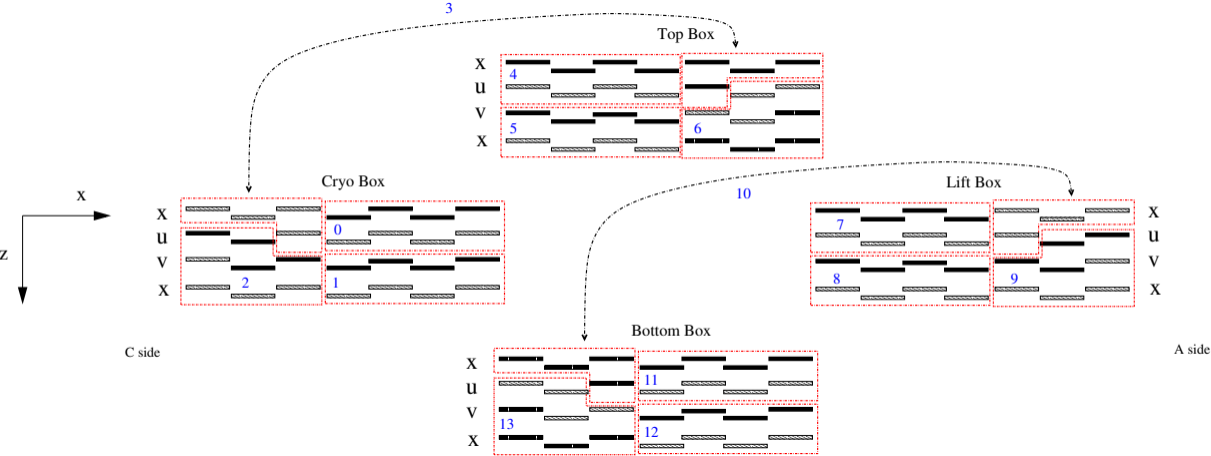 3
Top Box
x
4
u
v
5
6
x
Cryo Box
10
Lift Box
x
x
0
7
x
u
u
z
v
v
2
1
8
9
x
x
C side
Bottom Box
A side
x
11
u
v
13
12
x